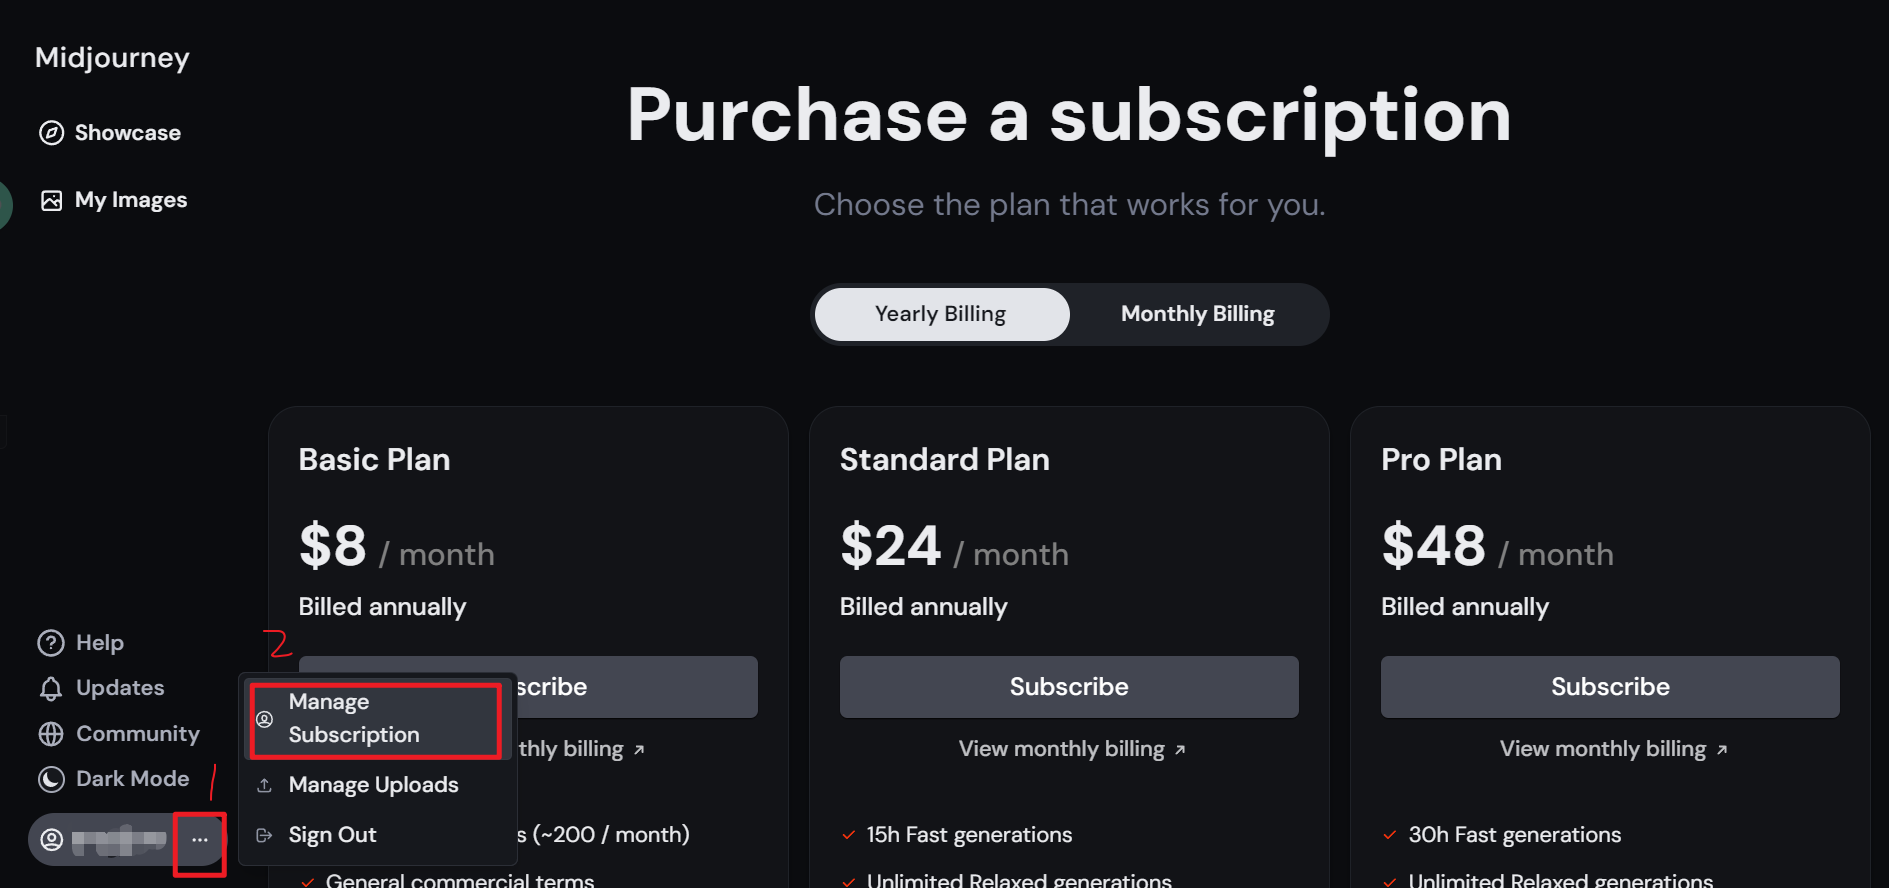 Midjourney
Showcase
My Images
Purchase a subscription
Choose the plan that works for you.
Yearly Billing
Monthly Billing
Basic Plan
$8 / month
Billed annually
scribe
thly billing ↗
s (~200 / month)
General commercial terms
Standard Plan
$24 / month
Billed annually
Subscribe
View monthly billing ↗
15h Fast generations
Unlimited Relaxed generations
Pro Plan
$48 / month
Billed annually
Subscribe
View monthly billing ↗
30h Fast generations
Unlimited Relaxed generations
Help
Updates
Community
Dark Mode
1
2
Manage
Subscription
Manage Uploads
Sign Out